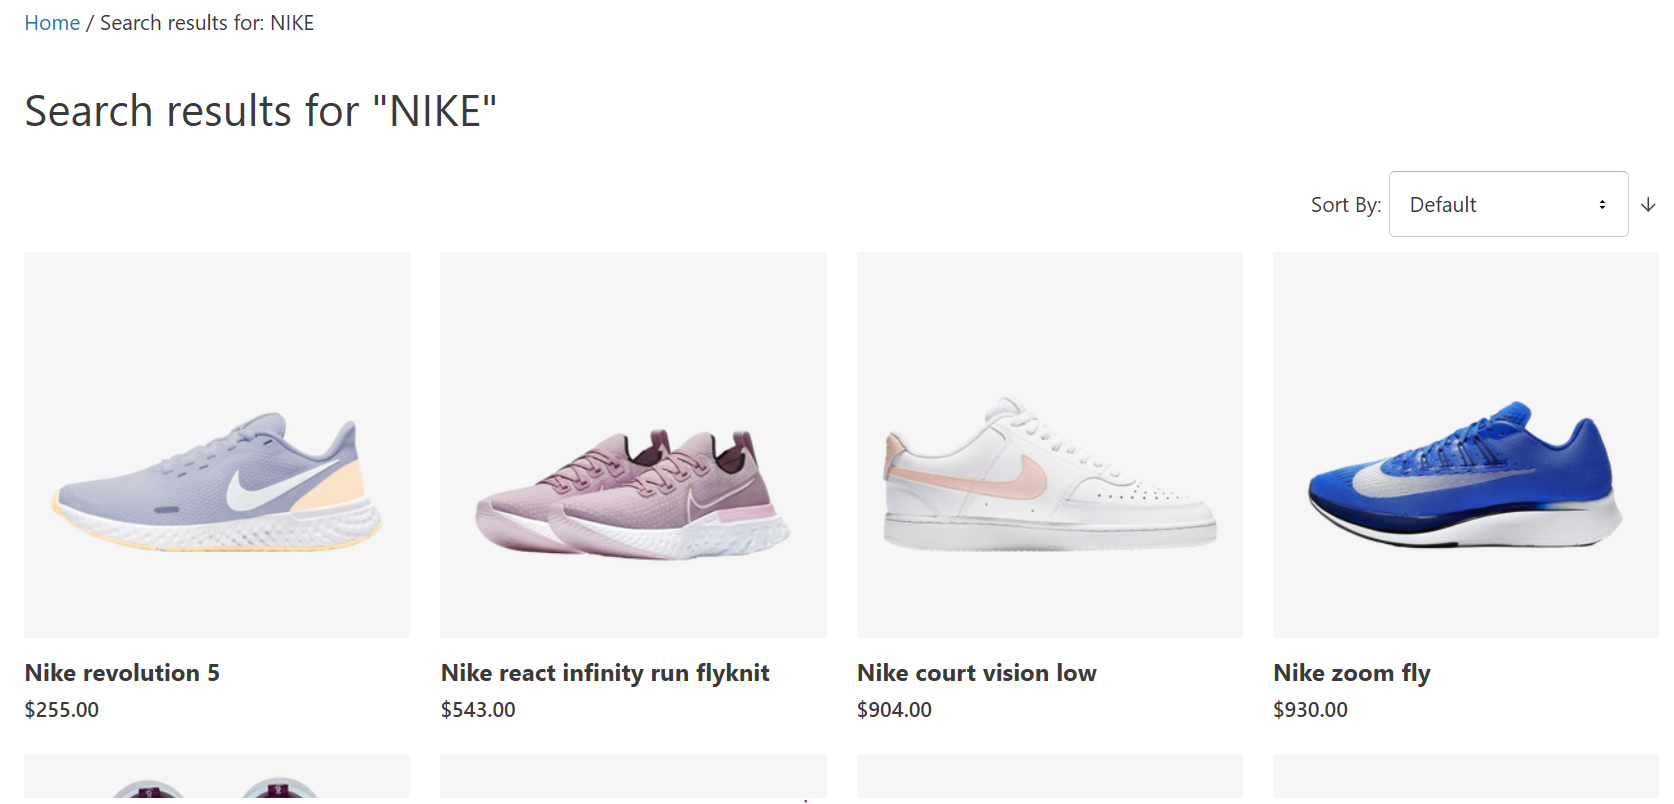 Home / Search results for: NIKE
Search results for "NIKE"
Sort By: Default
Nike revolution 5
$255.00
Nike react infinity run flyknit
$543.00
Nike court vision low
$904.00
Nike zoom fly
$930.00